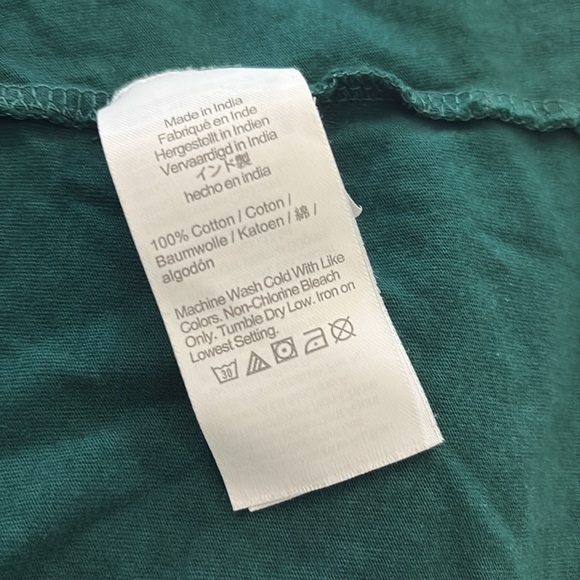 Made in India
Fabriqué en Inde
Hergestellt in Indien
Vervaardigd in India
インド製
hecho en india
100% Cotton / Coton /
Baumwolle / Katoen / 綿 /
algodón
Machine Wash Cold With Like
Colors. Non-Chlorine Bleach
Only. Tumble Dry Low. Iron on
Lowest Setting.
30